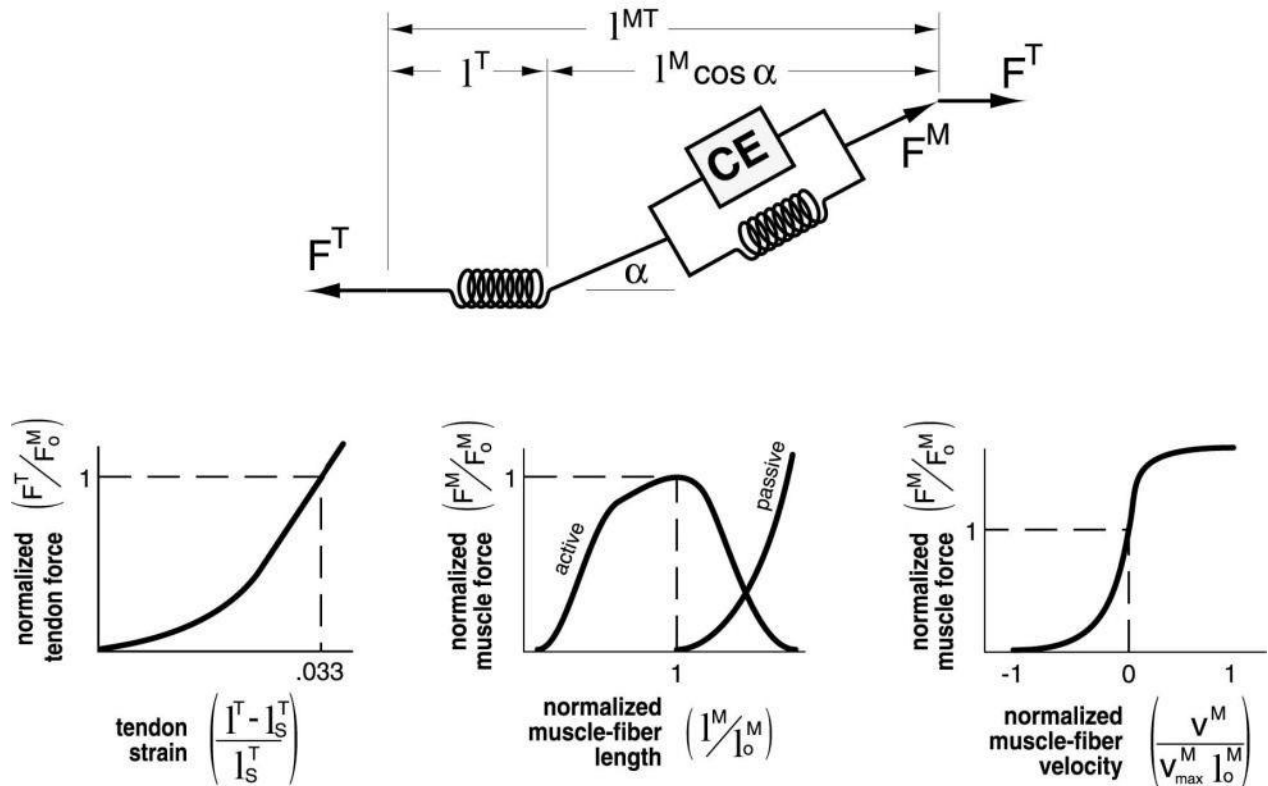 l^MT
l^T
l^M cos α
F^T
CE
F^M
F^T
α
normalized
tendon force
(F^T/F_o^M)
1
.033
tendon
strain
(l^T - l_S^T / l_S^T)
normalized
muscle force
(F^M/F_o^M)
1
active
passive
1
normalized
muscle-fiber
length
(l^M/l_o^M)
normalized
muscle force
(F^M/F_o^M)
1
-1 0 1
normalized
muscle-fiber
velocity
(v^M / v_max^M l_o^M)